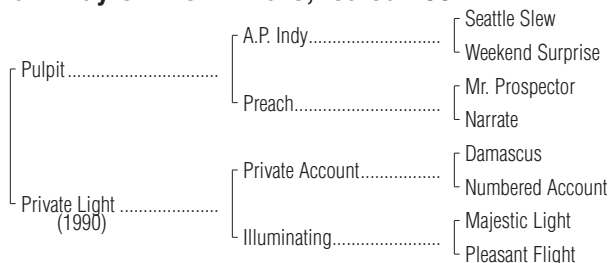 Seattle Slew
A.P. Indy
Weekend Surprise
Pulpit
Mr. Prospector
Preach
Narrate
Damascus
Private Account
Numbered Account
Private Light
(1990)
Majestic Light
Illuminating
Pleasant Flight